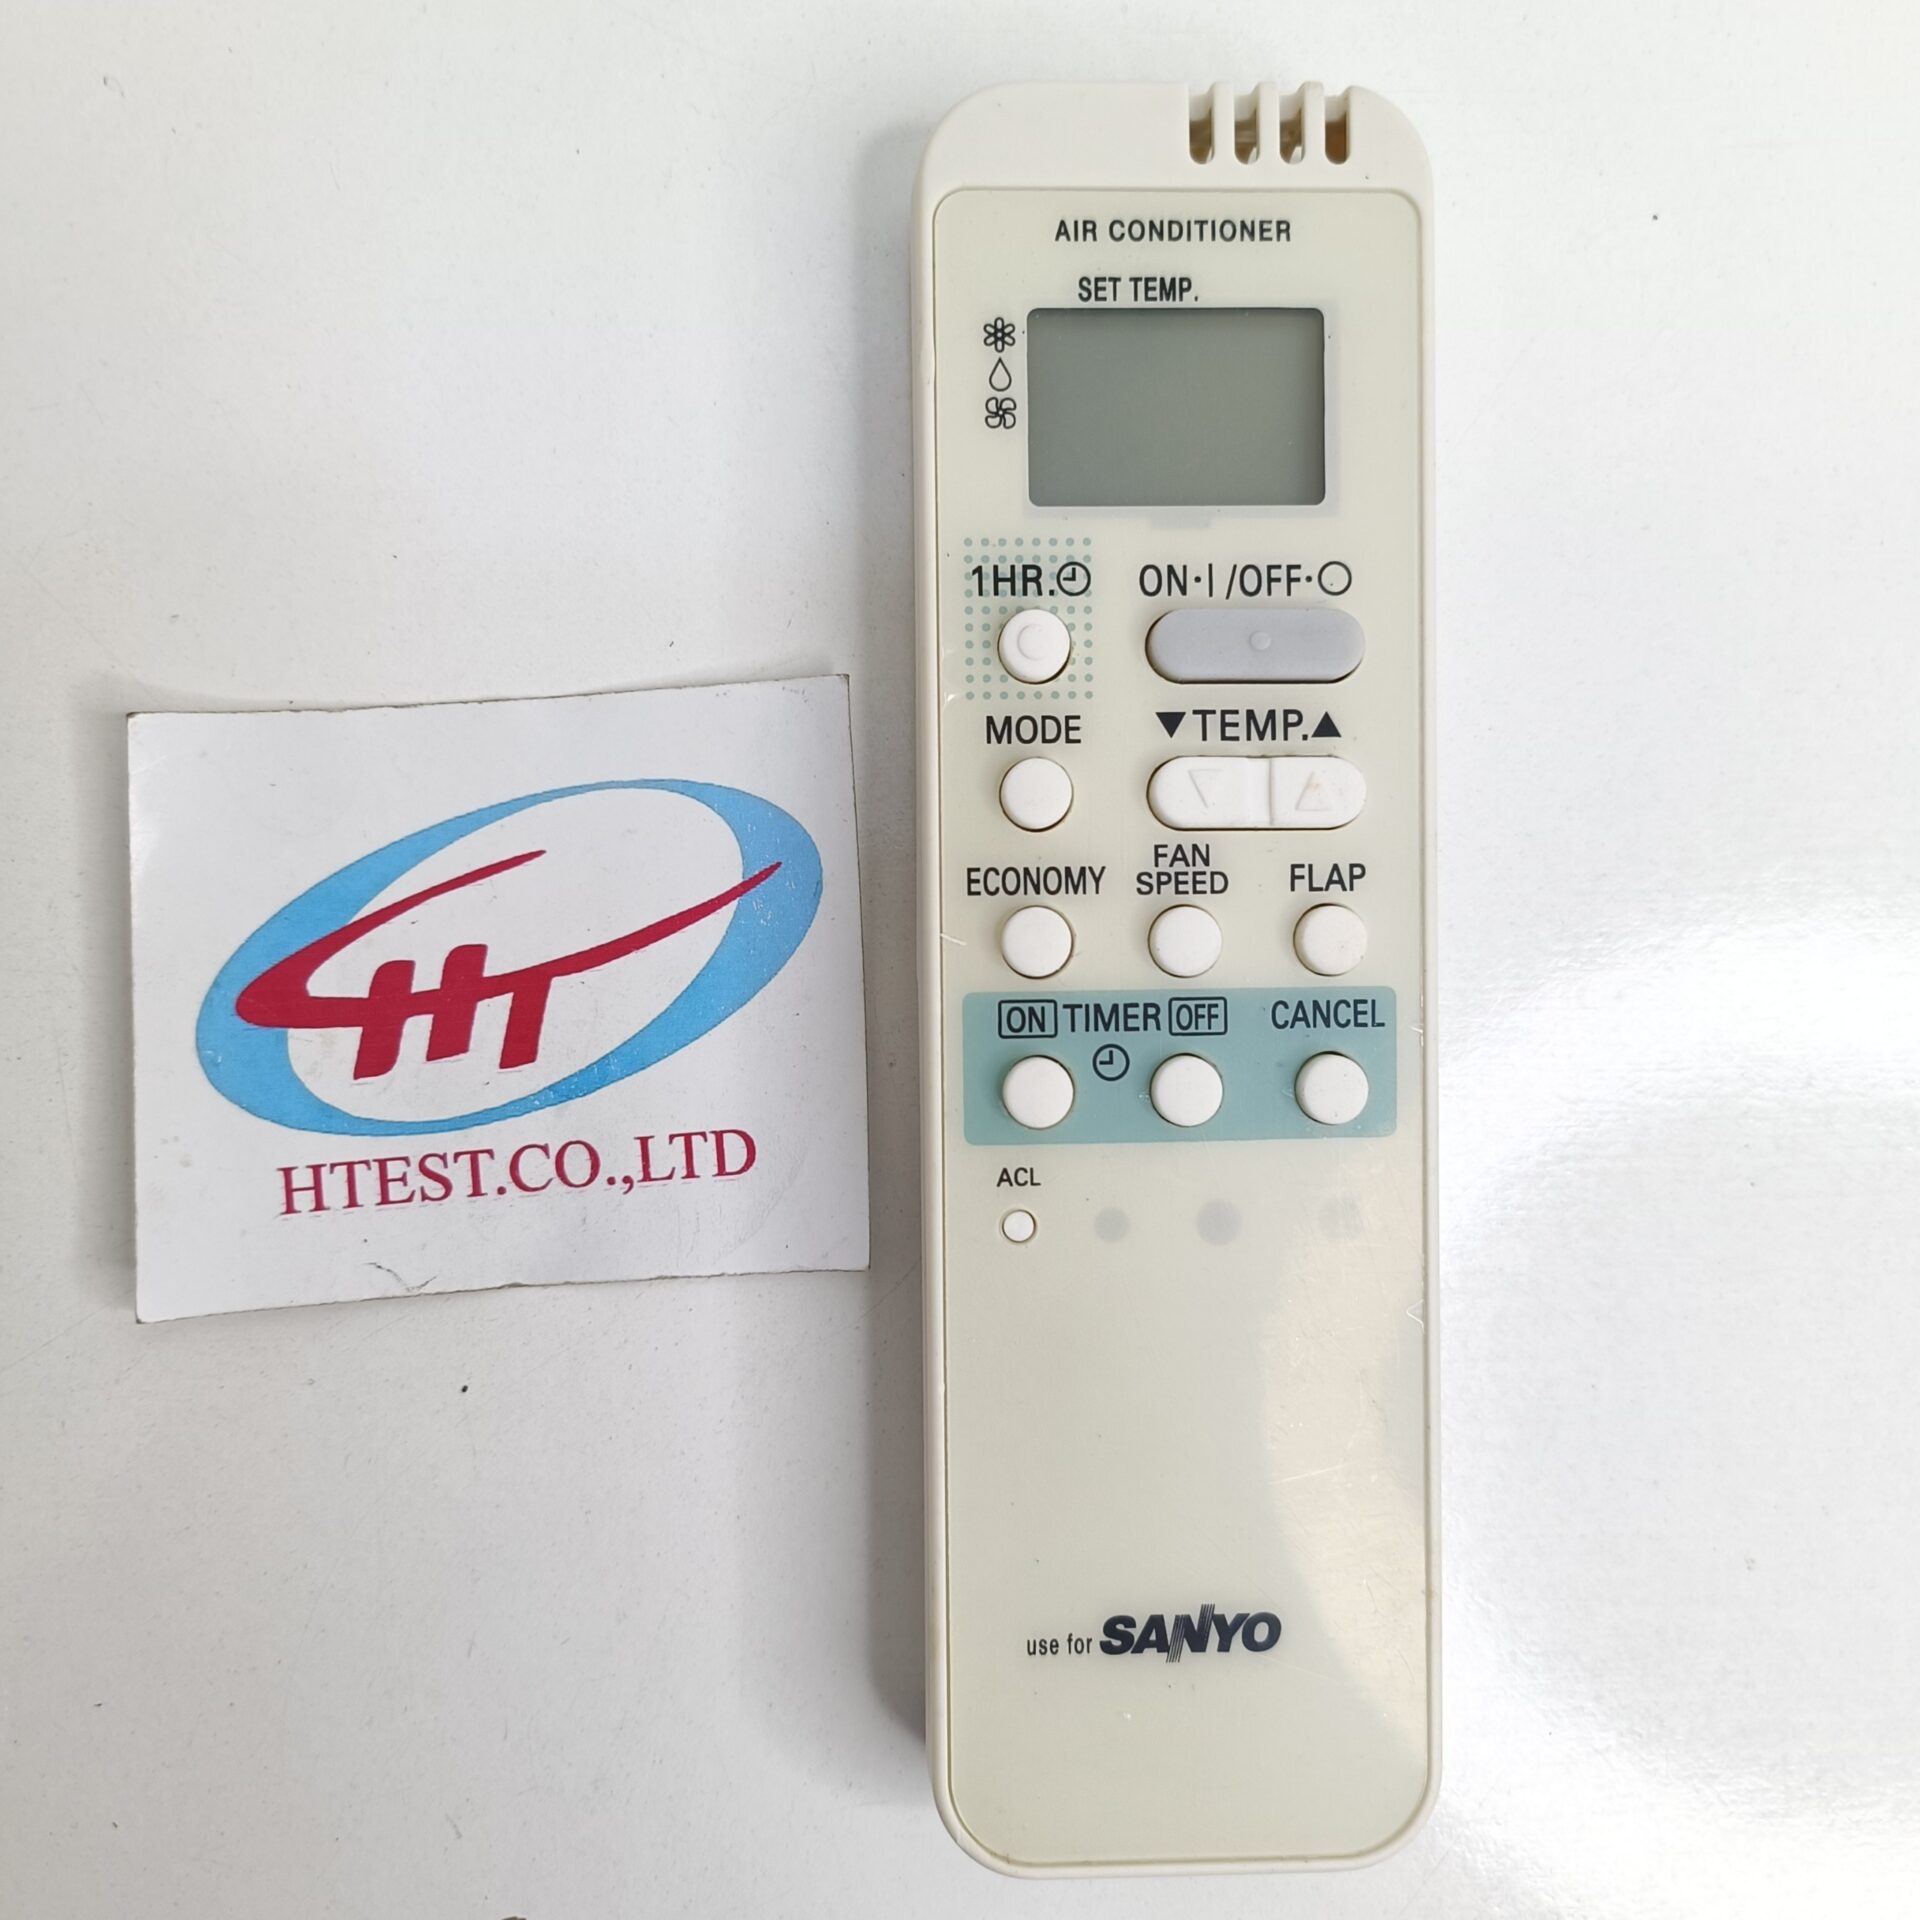 AIR CONDITIONER
SET TEMP.
1HR. ON·I/OFF·O
MODE ▼TEMP.▲
ECONOMY FAN SPEED FLAP
ON TIMER OFF CANCEL
ACL
use for SANYO
HT
HTEST.CO.,LTD